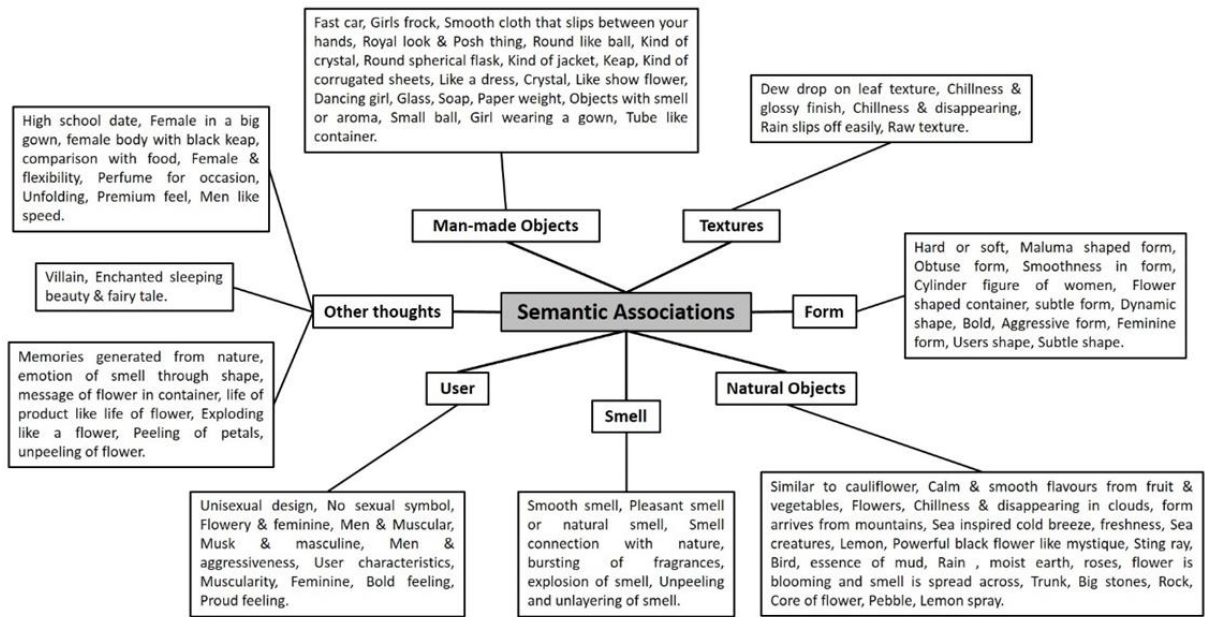 Fast car, Girls frock, Smooth cloth that slips between your
hands, Royal look & Posh thing, Round like ball, Kind of
crystal, Round spherical flask, Kind of jacket, Keap, Kind of
corrugated sheets, Like a dress, Crystal, Like show flower,
Dancing girl, Glass, Soap, Paper weight, Objects with smell
or aroma, Small ball, Girl wearing a gown, Tube like
container.
Dew drop on leaf texture, Chillness &
glossy finish, Chillness & disappearing,
Rain slips off easily, Raw texture.
High school date, Female in a big
gown, female body with black keap,
comparison with food, Female &
flexibility, Perfume for occasion,
Unfolding, Premium feel, Men like
speed.
Man-made Objects
Textures
Hard or soft, Maluma shaped form,
Obtuse form, Smoothness in form,
Cylinder figure of women, Flower
shaped container, subtle form, Dynamic
shape, Bold, Aggressive form, Feminine
form, Users shape, Subtle shape.
Villain, Enchanted sleeping
beauty & fairy tale.
Other thoughts
Semantic Associations
Form
Memories generated from nature,
emotion of smell through shape,
message of flower in container, life of
product like life of flower, Exploding
like a flower, Peeling of petals,
unpeeling of flower.
User
Smell
Natural Objects
Unisexual design, No sexual symbol,
Flowery & feminine, Men & Muscular,
Musk & masculine, Men &
aggressiveness, User characteristics,
Muscularity, Feminine, Bold feeling,
Proud feeling.
Smooth smell, Pleasant smell
or natural smell, Smell
connection with nature,
bursting of fragrances,
explosion of smell, Unpeeling
and unlayering of smell.
Similar to cauliflower, Calm & smooth flavours from fruit &
vegetables, Flowers, Chillness & disappearing in clouds, form
arrives from mountains, Sea inspired cold breeze, freshness, Sea
creatures, Lemon, Powerful black flower like mystique, Sting ray,
Bird, essence of mud, Rain , moist earth, roses, flower is
blooming and smell is spread across, Trunk, Big stones, Rock,
Core of flower, Pebble, Lemon spray.